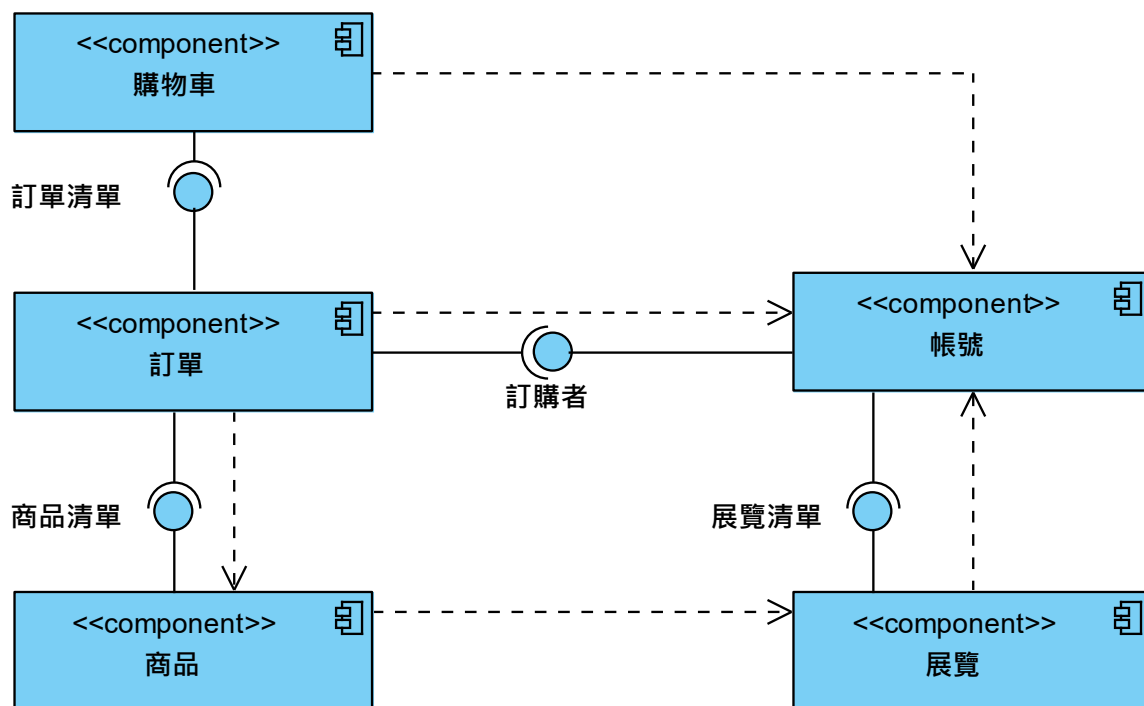 <<component>>
購物車
訂單清單
<<component>>
訂單
<<component>>
帳號
訂購者
商品清單
展覽清單
<<component>>
商品
<<component>>
展覽